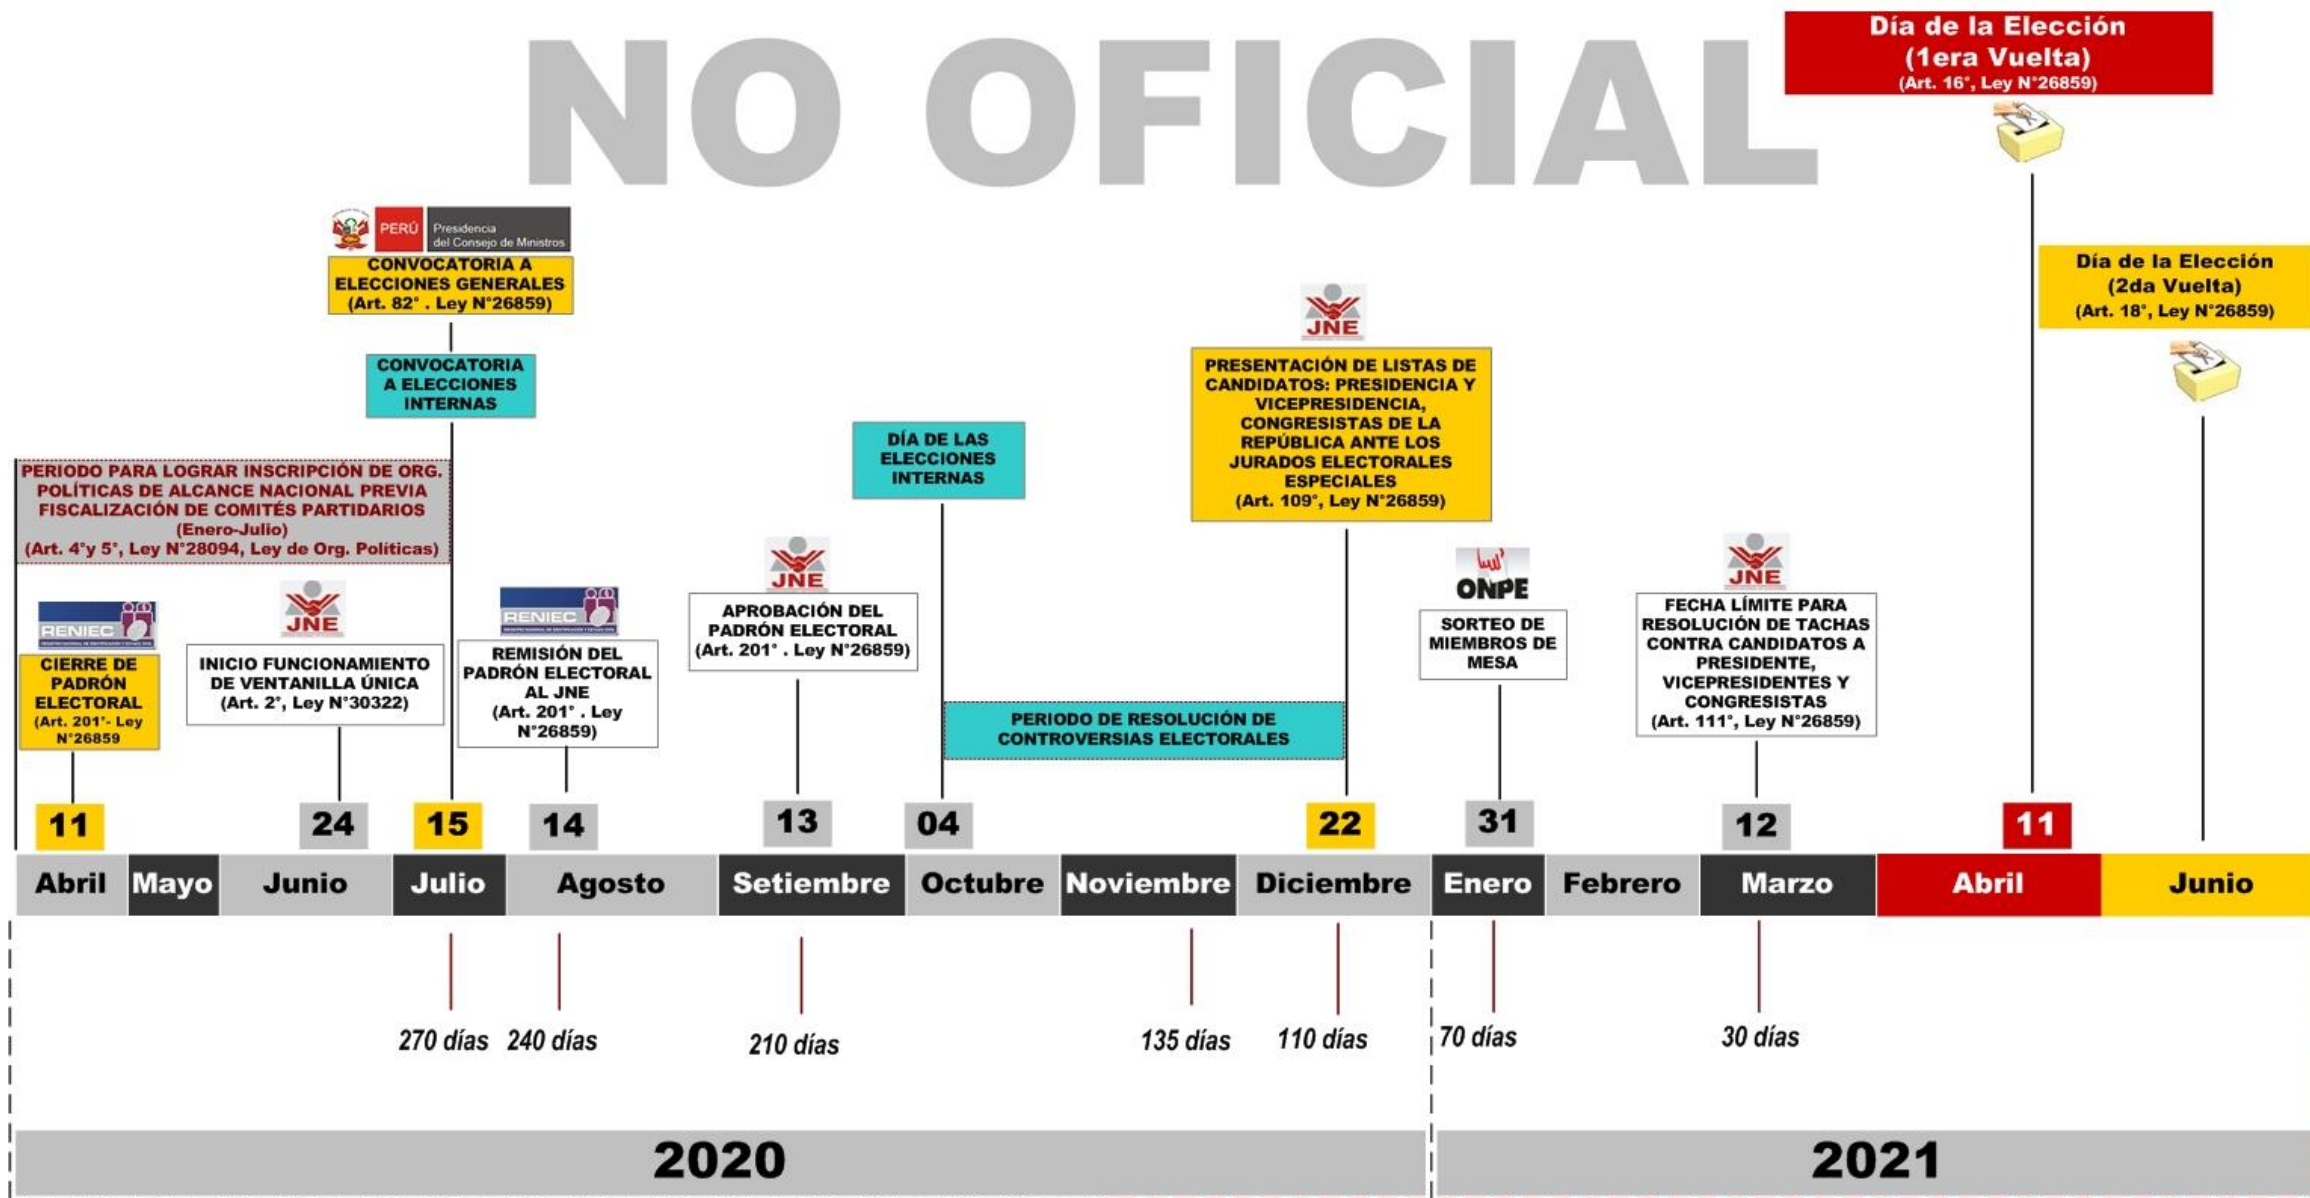 NO OFICIAL
Día de la Elección
(1era Vuelta)
(Art. 16°, Ley N°26859)
PERÚ
Presidencia
del Consejo de Ministros
CONVOCATORIA A
ELECCIONES GENERALES
(Art. 82° . Ley N°26859)
Día de la Elección
(2da Vuelta)
(Art. 18°, Ley N°26859)
CONVOCATORIA
A ELECCIONES
INTERNAS
JNE
PRESENTACIÓN DE LISTAS DE
CANDIDATOS: PRESIDENCIA Y
VICEPRESIDENCIA,
CONGRESISTAS DE LA
REPÚBLICA ANTE LOS
JURADOS ELECTORALES
ESPECIALES
(Art. 109°, Ley N°26859)
DÍA DE LAS
ELECCIONES
INTERNAS
PERIODO PARA LOGRAR INSCRIPCIÓN DE ORG.
POLÍTICAS DE ALCANCE NACIONAL PREVIA
FISCALIZACIÓN DE COMITÉS PARTIDARIOS
(Enero-Julio)
(Art. 4°y 5°, Ley N°28094, Ley de Org. Políticas)
RENIEC
CIERRE DE
PADRÓN
ELECTORAL
(Art. 201°- Ley
N°26859
JNE
INICIO FUNCIONAMIENTO
DE VENTANILLA ÚNICA
(Art. 2°, Ley N°30322)
RENIEC
REMISIÓN DEL
PADRÓN ELECTORAL
AL JNE
(Art. 201° . Ley
N°26859)
JNE
APROBACIÓN DEL
PADRÓN ELECTORAL
(Art. 201° . Ley N°26859)
PERIODO DE RESOLUCIÓN DE
CONTROVERSIAS ELECTORALES
ONPE
SORTEO DE
MIEMBROS DE
MESA
JNE
FECHA LÍMITE PARA
RESOLUCIÓN DE TACHAS
CONTRA CANDIDATOS A
PRESIDENTE,
VICEPRESIDENTES Y
CONGRESISTAS
(Art. 111°, Ley N°26859)
11 24 15 14 13 04 22 31 12 11
Abril Mayo Junio Julio Agosto Setiembre Octubre Noviembre Diciembre Enero Febrero Marzo Abril Junio
270 días 240 días 210 días 135 días 110 días 70 días 30 días
2020 2021